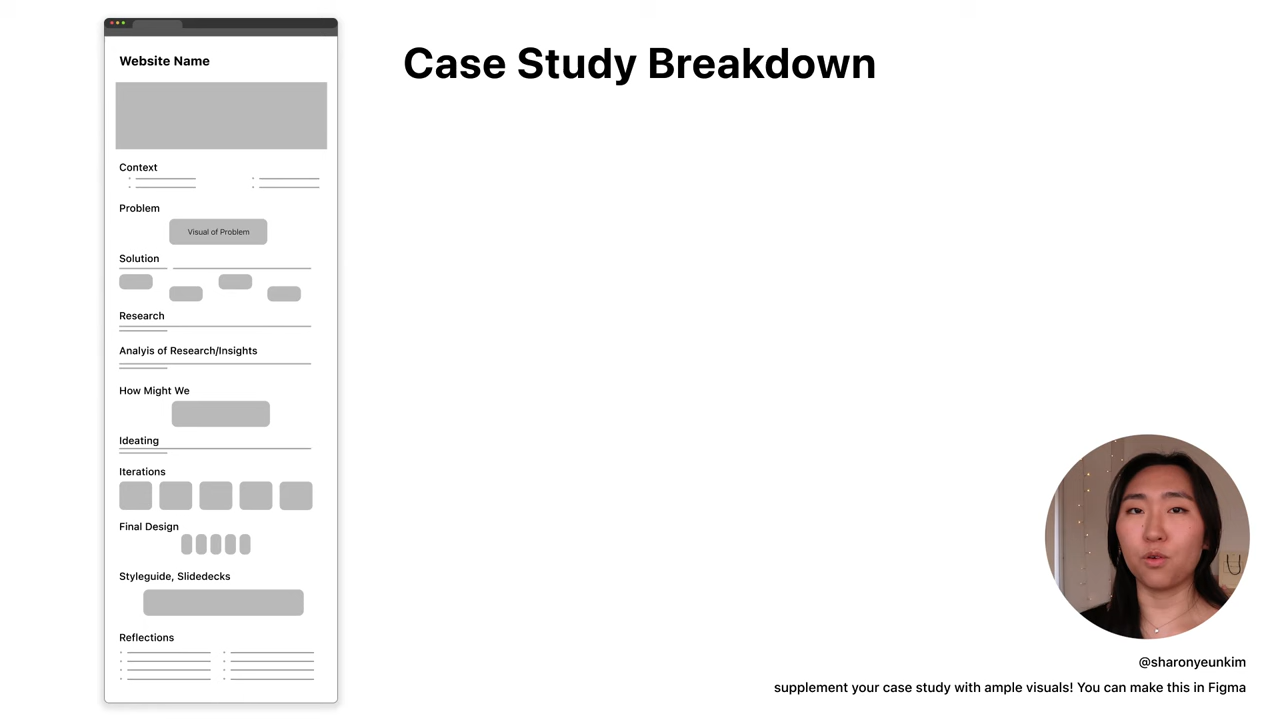 Website Name
Case Study Breakdown
Context
Problem
Visual of Problem
Solution
Research
Analyis of Research/Insights
How Might We
Ideating
Iterations
Final Design
Styleguide, Slidedecks
Reflections
@sharonyeunkim
supplement your case study with ample visuals! You can make this in Figma